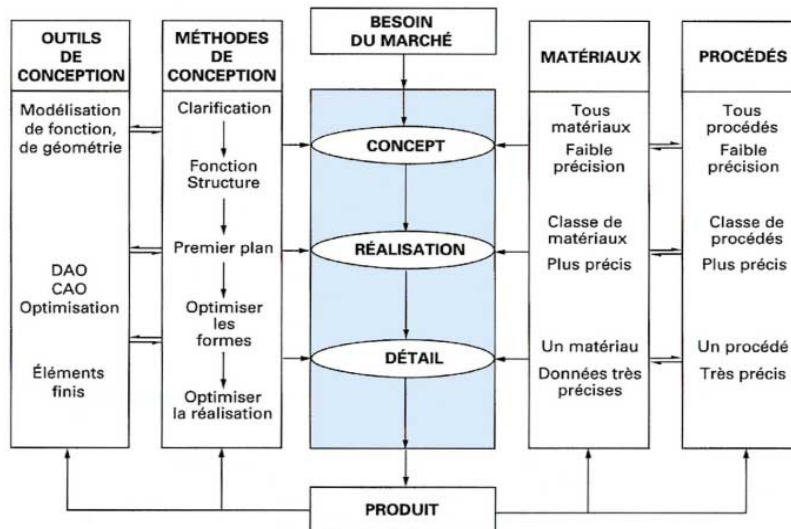 BESOIN
DU MARCHÉ
OUTILS
DE
CONCEPTION
Modélisation
de fonction,
de géométrie
DAO
CAO
Optimisation
Éléments
finis
MÉTHODES
DE
CONCEPTION
Clarification
Fonction
Structure
Premier plan
Optimiser
les
formes
Optimiser
la réalisation
CONCEPT
RÉALISATION
DÉTAIL
PRODUIT
MATÉRIAUX
Tous
matériaux
Faible
précision
Classe de
matériaux
Plus précis
Un matériau
Données très
précises
PROCÉDÉS
Tous
procédés
Faible
précision
Classe de
procédés
Plus précis
Un procédé
Très précis